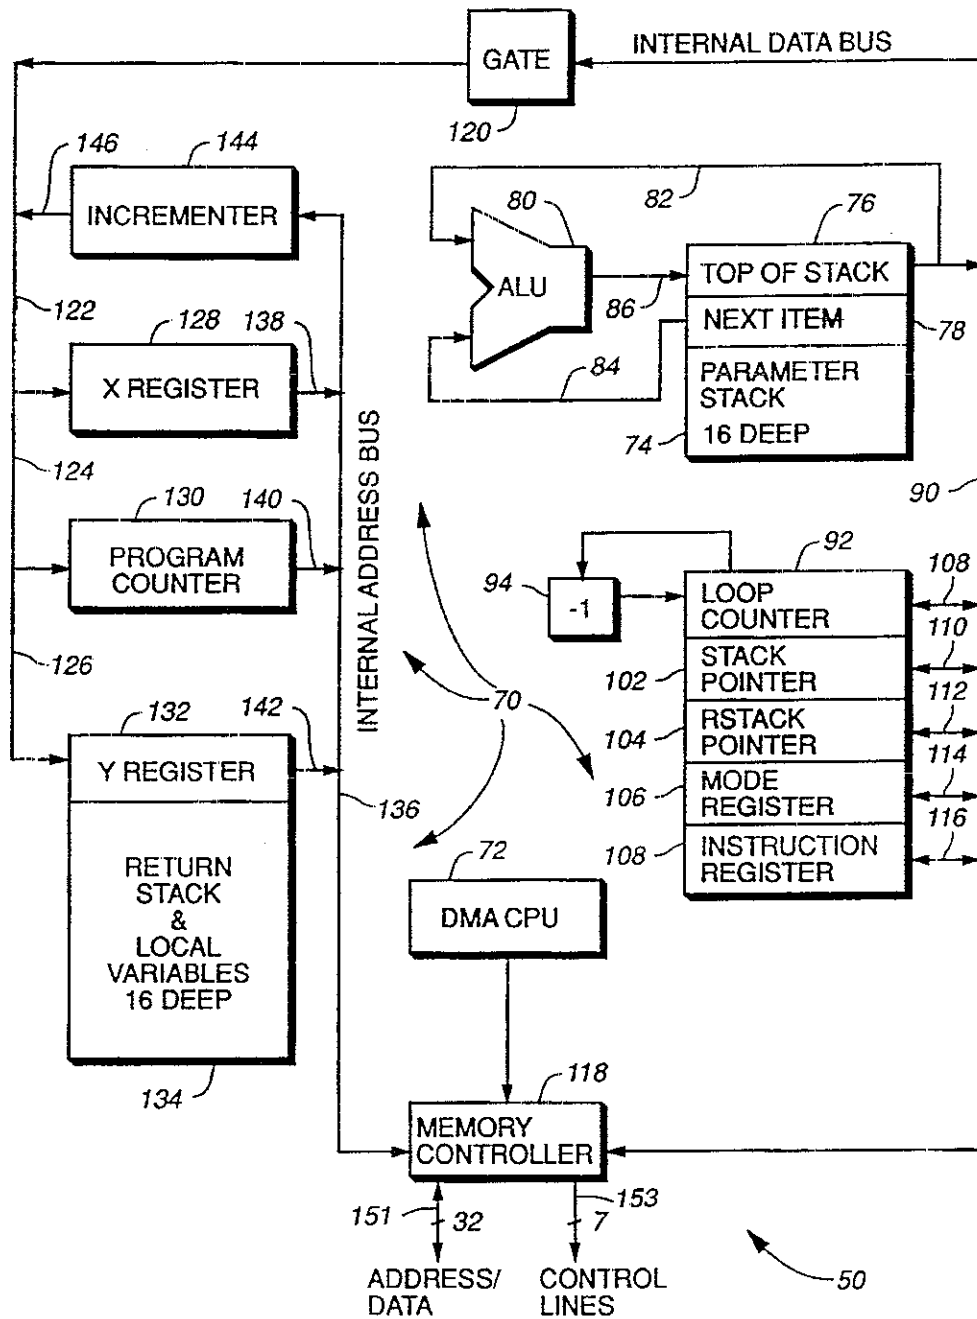 INTERNAL DATA BUS
GATE
120
146
144
INCREMENTER
82
80
76
ALU
86
TOP OF STACK
NEXT ITEM
78
PARAMETER
STACK
16 DEEP
74
84
122
128
138
X REGISTER
INTERNAL ADDRESS BUS
124
130
140
PROGRAM
COUNTER
90
92
94
-1
LOOP
COUNTER
108
110
STACK
POINTER
102
112
RSTACK
POINTER
104
114
MODE
REGISTER
106
116
INSTRUCTION
REGISTER
108
70
126
132
142
Y REGISTER
136
RETURN
STACK
&
LOCAL
VARIABLES
16 DEEP
134
72
DMA CPU
118
MEMORY
CONTROLLER
151
32
153
7
ADDRESS/
DATA
CONTROL
LINES
50